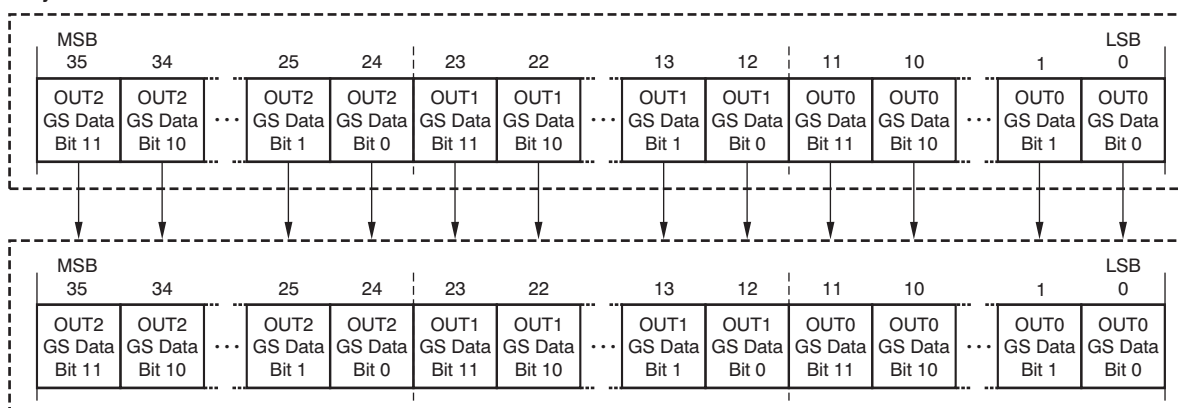 MSB LSB
35 34 25 24 23 22 13 12 11 10 1 0
OUT2 OUT2 OUT2 OUT2 OUT1 OUT1 OUT1 OUT1 OUT0 OUT0 OUT0 OUT0
GS Data GS Data ... GS Data GS Data GS Data GS Data ... GS Data GS Data GS Data GS Data ... GS Data GS Data
Bit 11 Bit 10 Bit 1 Bit 0 Bit 11 Bit 10 Bit 1 Bit 0 Bit 11 Bit 10 Bit 1 Bit 0
MSB LSB
35 34 25 24 23 22 13 12 11 10 1 0
OUT2 OUT2 OUT2 OUT2 OUT1 OUT1 OUT1 OUT1 OUT0 OUT0 OUT0 OUT0
GS Data GS Data ... GS Data GS Data GS Data GS Data ... GS Data GS Data GS Data GS Data ... GS Data GS Data
Bit 11 Bit 10 Bit 1 Bit 0 Bit 11 Bit 10 Bit 1 Bit 0 Bit 11 Bit 10 Bit 1 Bit 0